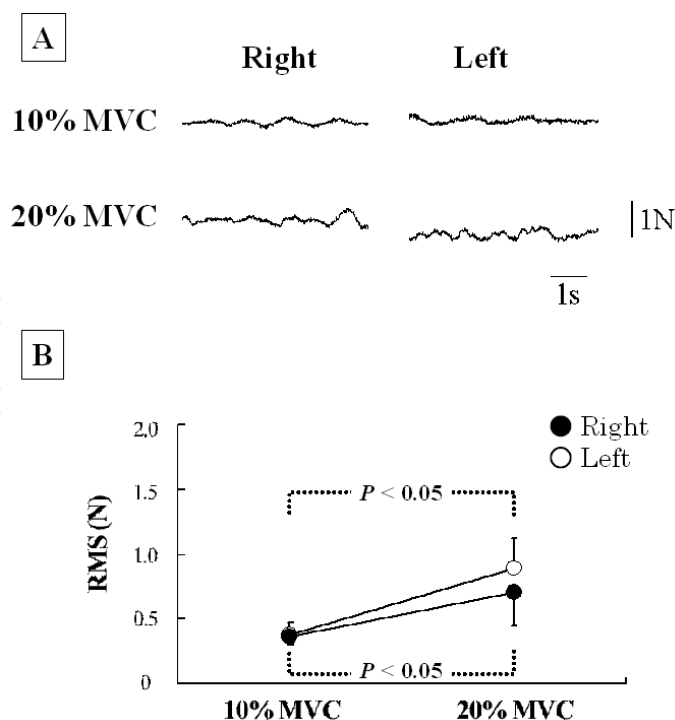 A
Right Left
10% MVC
20% MVC
1N
1s
B
Right
Left
RMS (N)
2.0
1.5
1.0
0.5
0
P < 0.05
P < 0.05
10% MVC 20% MVC